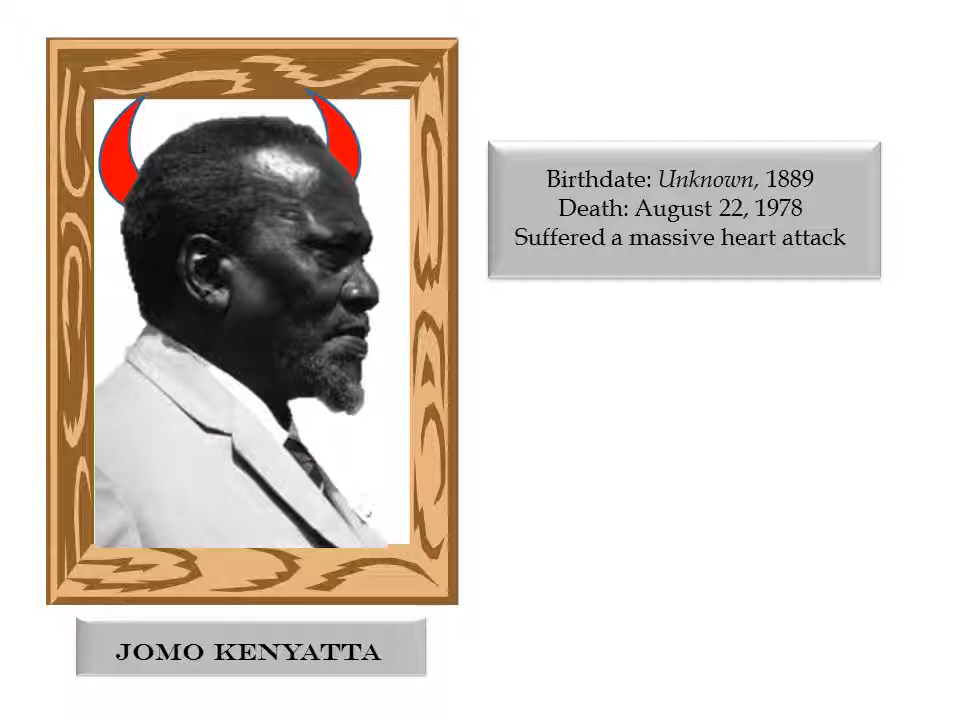 Birthdate: Unknown, 1889
Death: August 22, 1978
Suffered a massive heart attack
JOMO KENYATTA